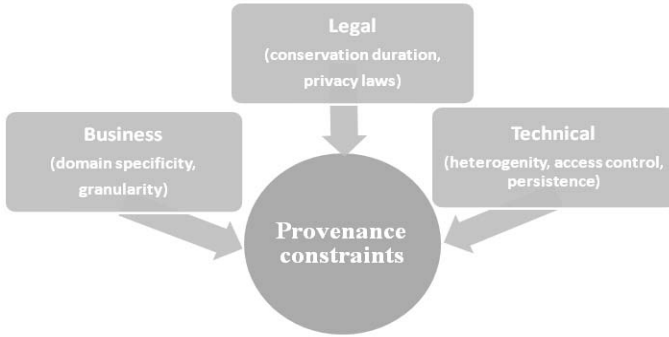 Legal
(conservation duration,
privacy laws)
Business
(domain specificity,
granularity)
Technical
(heterogenity, access control,
persistence)
Provenance
constraints